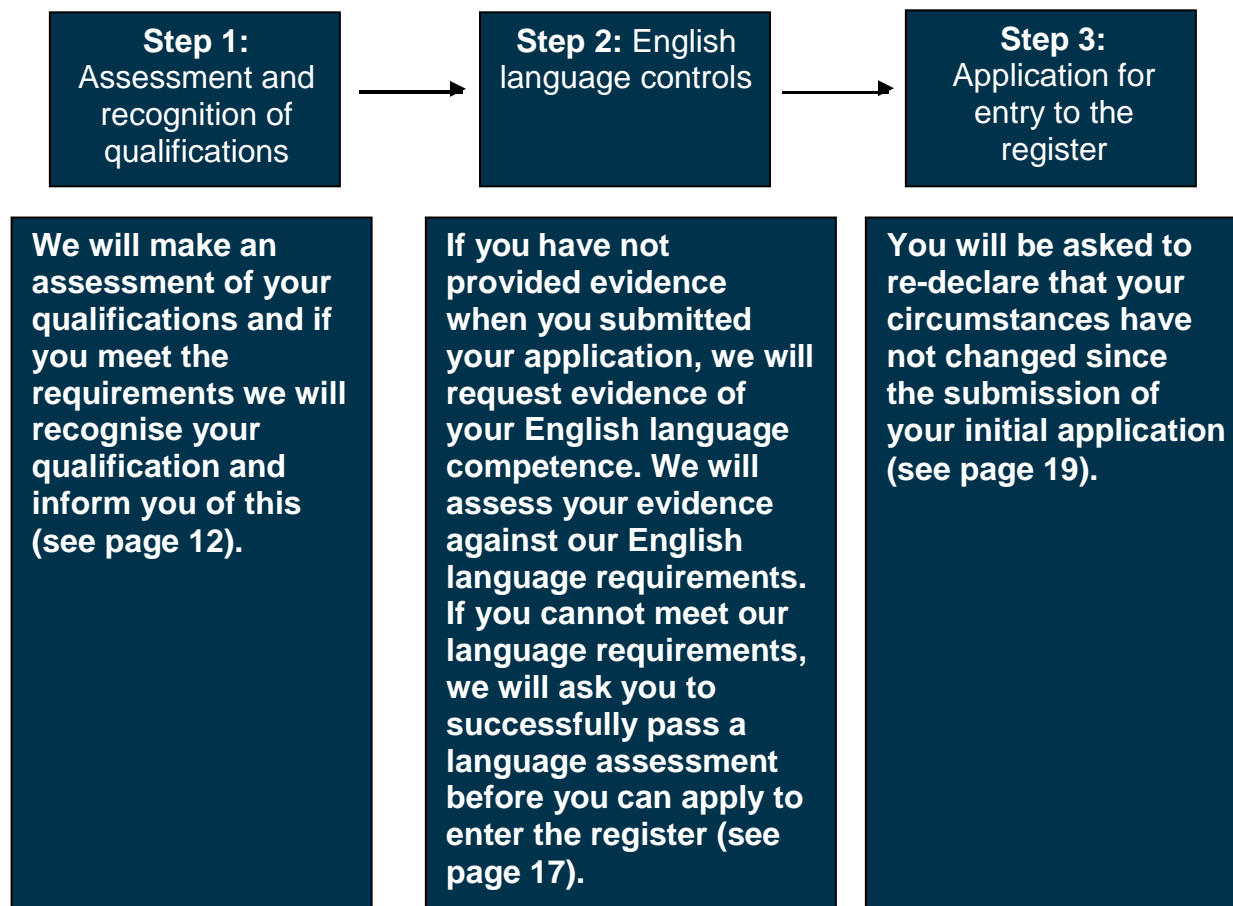 Step 1:
Assessment and
recognition of
qualifications
Step 2: English
language controls
Step 3:
Application for
entry to the
register
We will make an
assessment of your
qualifications and if
you meet the
requirements we will
recognise your
qualification and
inform you of this
(see page 12).
If you have not
provided evidence
when you submitted
your application, we will
request evidence of
your English language
competence. We will
assess your evidence
against our English
language requirements.
If you cannot meet our
language requirements,
we will ask you to
successfully pass a
language assessment
before you can apply to
enter the register (see
page 17).
You will be asked to
re-declare that your
circumstances have
not changed since
the submission of
your initial application
(see page 19).